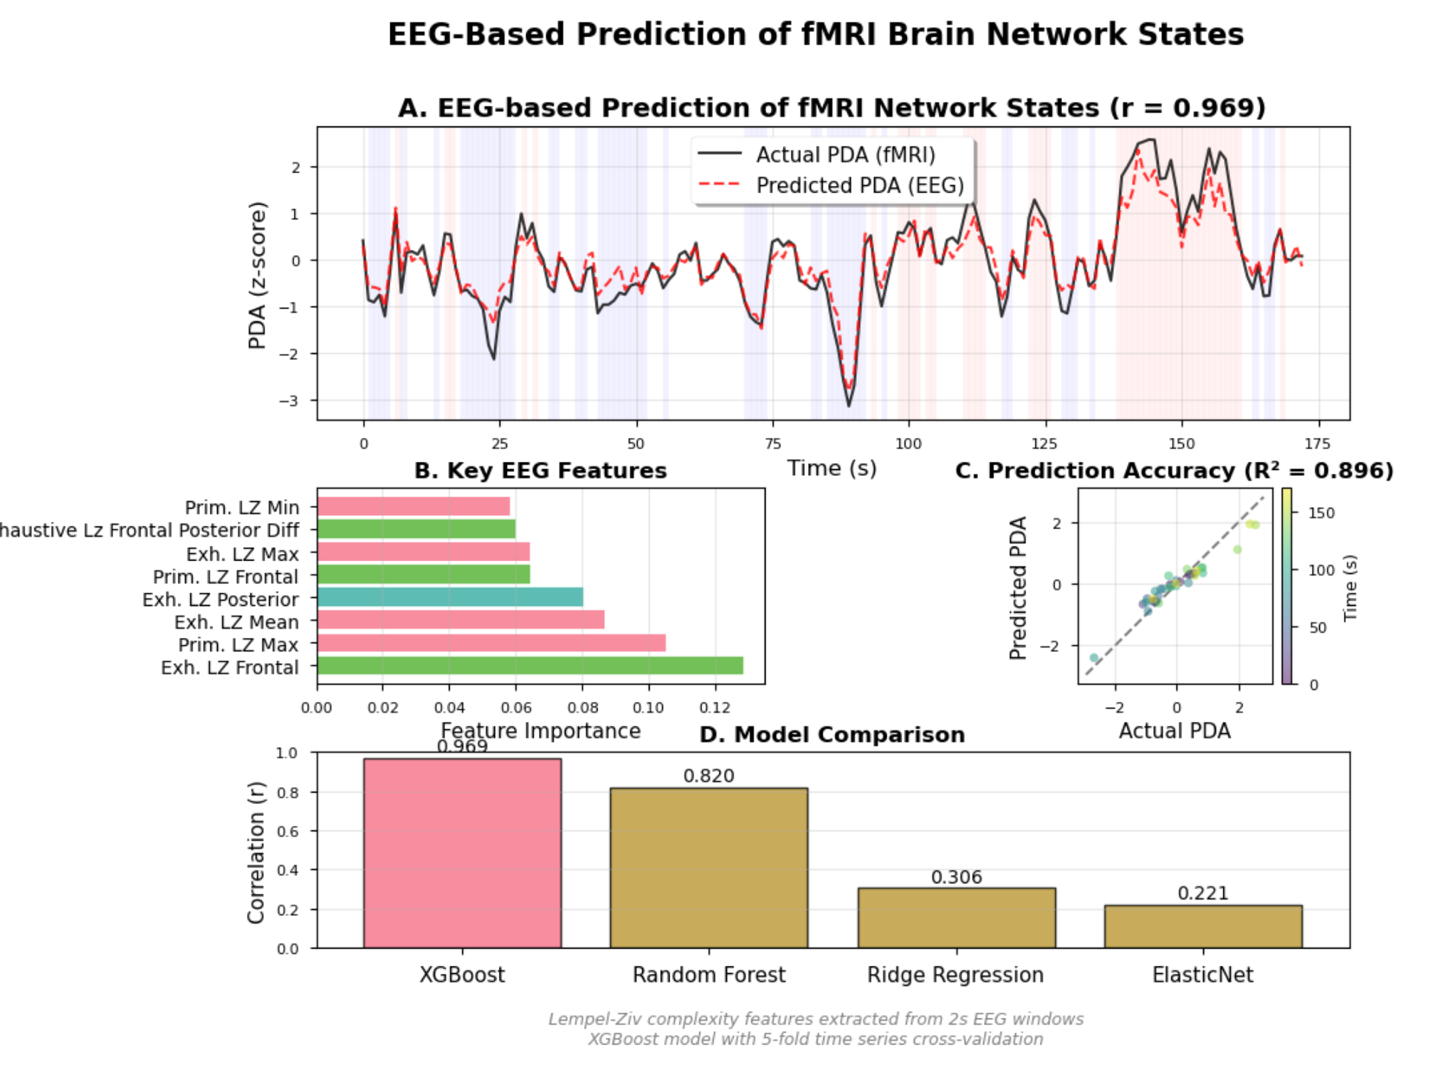 EEG-Based Prediction of fMRI Brain Network States
A. EEG-based Prediction of fMRI Network States (r = 0.969)
PDA (z-score)
2
1
0
−1
−2
−3
Actual PDA (fMRI)
Predicted PDA (EEG)
0
25
50
75
100
125
150
175
Time (s)
B. Key EEG Features
Prim. LZ Min
haustive Lz Frontal Posterior Diff
Exh. LZ Max
Prim. LZ Frontal
Exh. LZ Posterior
Exh. LZ Mean
Prim. LZ Max
Exh. LZ Frontal
0.00
0.02
0.04
0.06
0.08
0.10
0.12
Feature Importance
C. Prediction Accuracy (R² = 0.896)
Predicted PDA
2
0
−2
−2
0
2
Actual PDA
150
100
50
0
Time (s)
D. Model Comparison
Correlation (r)
1.0
0.8
0.6
0.4
0.2
0.0
0.969
0.820
0.306
0.221
XGBoost
Random Forest
Ridge Regression
ElasticNet
Lempel-Ziv complexity features extracted from 2s EEG windows
XGBoost model with 5-fold time series cross-validation